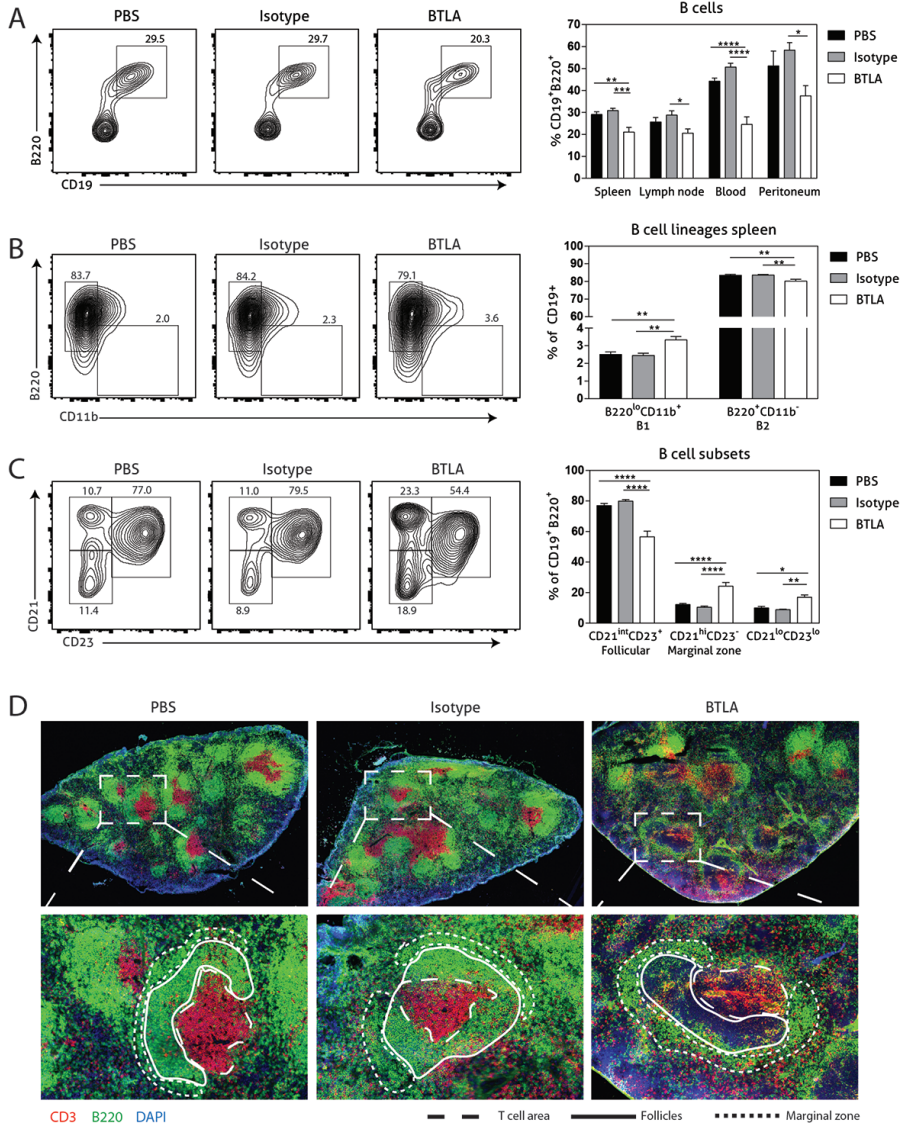 A
PBS
Isotype
BTLA
29.5
29.7
20.3
B220
CD19
B cells
% CD19+B220+
70
60
50
40
30
20
10
0
** 
***
*
****
****
*
PBS
Isotype
BTLA
Spleen Lymph node Blood Peritoneum
B
PBS
Isotype
BTLA
83.7
84.2
79.1
2.0
2.3
3.6
B220
CD11b
B cell lineages spleen
% of CD19+
100
90
80
70
60
4
3
2
1
0
**
**
**
**
PBS
Isotype
BTLA
B220loCD11b+ B220+CD11b-
B1 B2
C
PBS
Isotype
BTLA
10.7 77.0
11.0 79.5
23.3 54.4
11.4
8.9
18.9
CD21
CD23
B cell subsets
% of CD19+ B220+
100
80
60
40
20
0
****
****
****
****
*
**
PBS
Isotype
BTLA
CD21intCD23+ CD21hiCD23- CD21loCD23lo
Follicular Marginal zone
D
PBS
Isotype
BTLA
CD3 B220 DAPI
T cell area Follicles Marginal zone